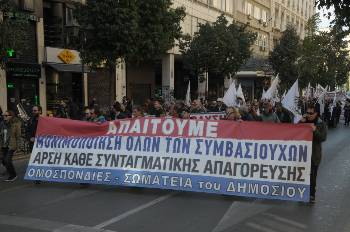 ΑΠΑΙΤΟΥΜΕ
ΜΟΝΙΜΟΠΟΙΗΣΗ ΟΛΩΝ ΤΩΝ ΣΥΜΒΑΣΙΟΥΧΩΝ
ΑΡΣΗ ΚΑΘΕ ΣΥΝΤΑΓΜΑΤΙΚΗΣ ΑΠΑΓΟΡΕΥΣΗΣ
ΟΜΟΣΠΟΝΔΙΕΣ - ΣΩΜΑΤΕΙΑ του ΔΗΜΟΣΙΟΥ